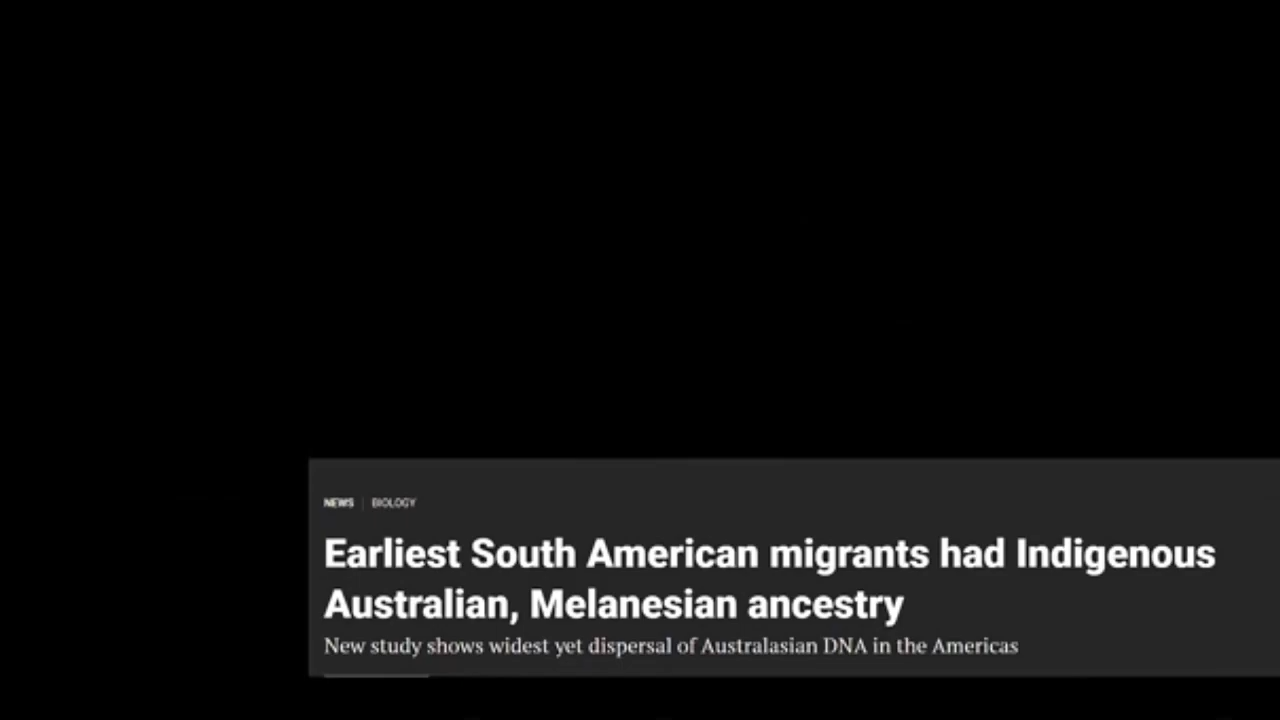 NEWS | BIOLOGY
Earliest South American migrants had Indigenous
Australian, Melanesian ancestry
New study shows widest yet dispersal of Australasian DNA in the Americas